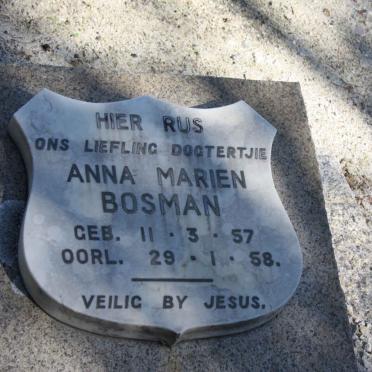 HIER RUS
ONS LIEFLING DOGTERTJIE
ANNA MARIEN
BOSMAN
GEB. 11 · 3 · 57
OORL. 29 · 1 · 58.
VEILIG BY JESUS.